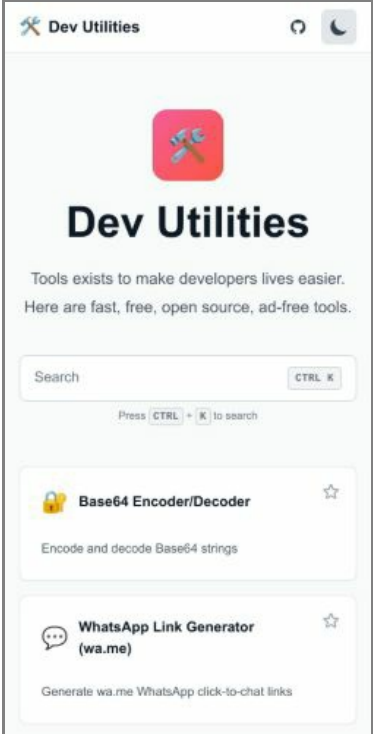 Dev Utilities
Dev Utilities
Tools exists to make developers lives easier.
Here are fast, free, open source, ad-free tools.
Search CTRL K
Press CTRL + K to search
Base64 Encoder/Decoder
Encode and decode Base64 strings
WhatsApp Link Generator
(wa.me)
Generate wa.me WhatsApp click-to-chat links